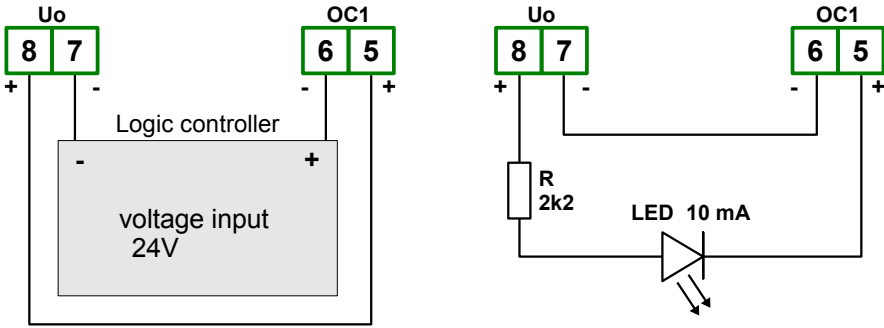 Uo OC1
8 7 6 5
+ - - +
Logic controller
- +
voltage input
24V
Uo OC1
8 7 6 5
+ - - +
R
2k2
LED 10 mA